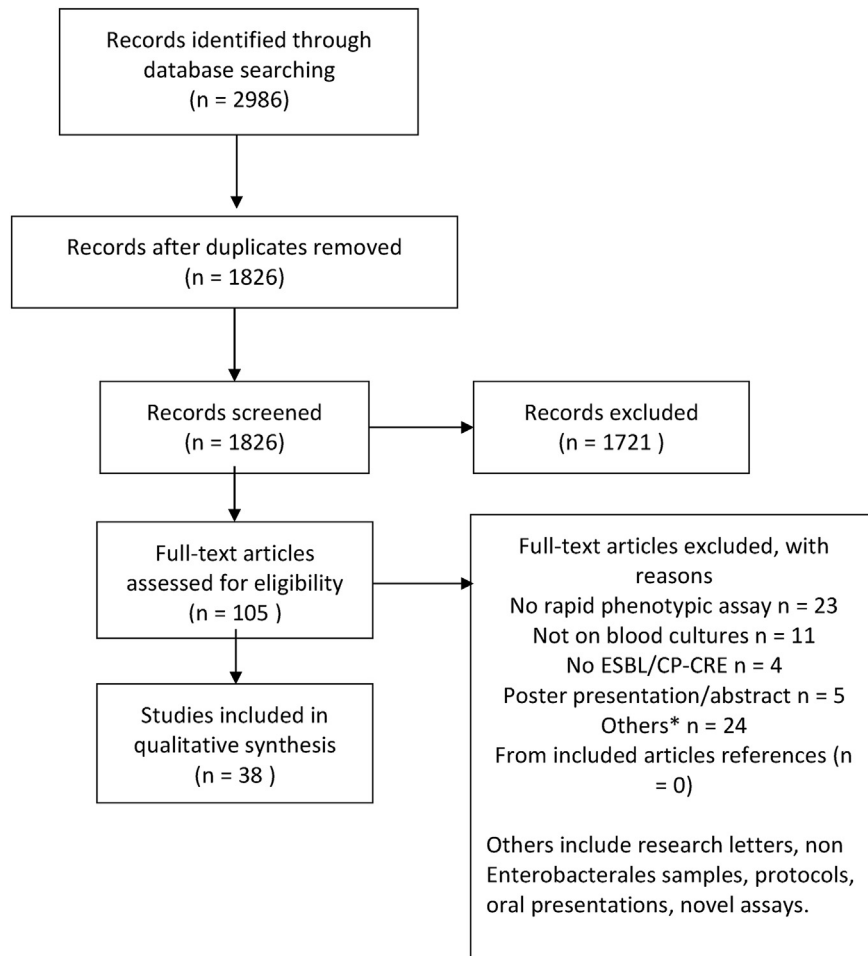 Records identified through
database searching
(n = 2986)
Records after duplicates removed
(n = 1826)
Records screened
(n = 1826)
Records excluded
(n = 1721 )
Full-text articles
assessed for eligibility
(n = 105 )
Full-text articles excluded, with
reasons
No rapid phenotypic assay n = 23
Not on blood cultures n = 11
No ESBL/CP-CRE n = 4
Poster presentation/abstract n = 5
Others* n = 24
From included articles references (n
= 0)
Others include research letters, non
Enterobacterales samples, protocols,
oral presentations, novel assays.
Studies included in
qualitative synthesis
(n = 38 )